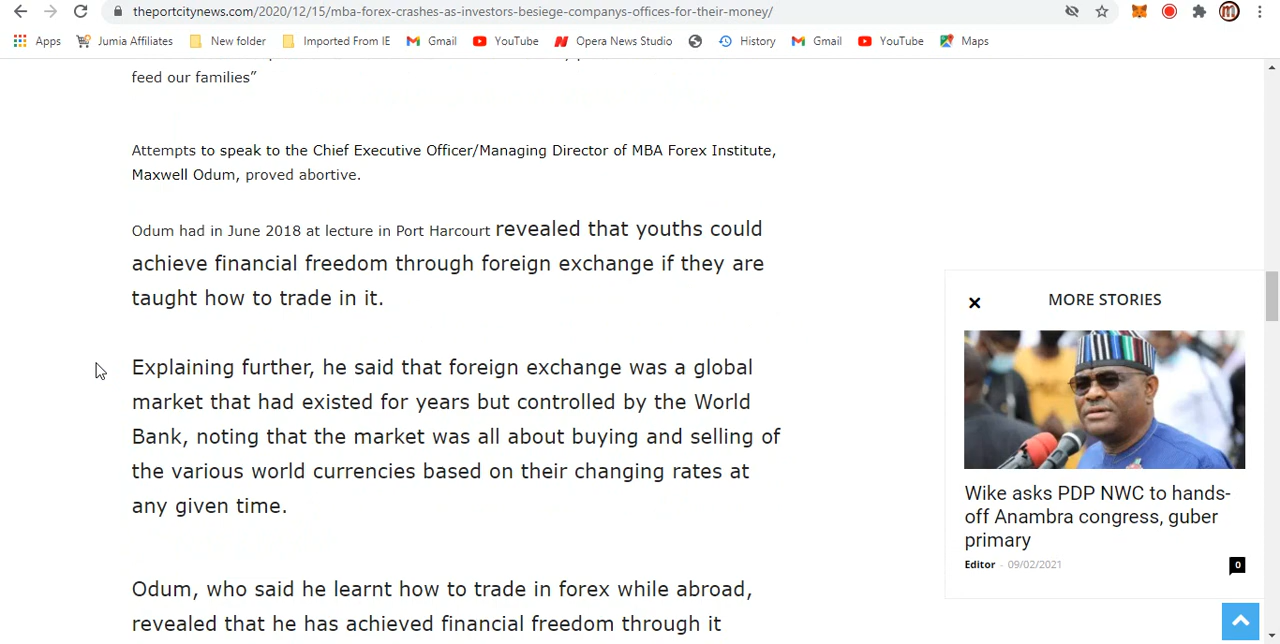 theportcitynews.com/2020/12/15/mba-forex-crashes-as-investors-besiege-companys-offices-for-their-money/
Apps Jumia Affiliates New folder Imported From IE Gmail YouTube Opera News Studio History Gmail YouTube Maps
feed our families”
Attempts to speak to the Chief Executive Officer/Managing Director of MBA Forex Institute,
Maxwell Odum, proved abortive.
Odum had in June 2018 at lecture in Port Harcourt revealed that youths could
achieve financial freedom through foreign exchange if they are
taught how to trade in it.
Explaining further, he said that foreign exchange was a global
market that had existed for years but controlled by the World
Bank, noting that the market was all about buying and selling of
the various world currencies based on their changing rates at
any given time.
Odum, who said he learnt how to trade in forex while abroad,
revealed that he has achieved financial freedom through it
MORE STORIES
Wike asks PDP NWC to hands-
off Anambra congress, guber
primary
Editor - 09/02/2021
0